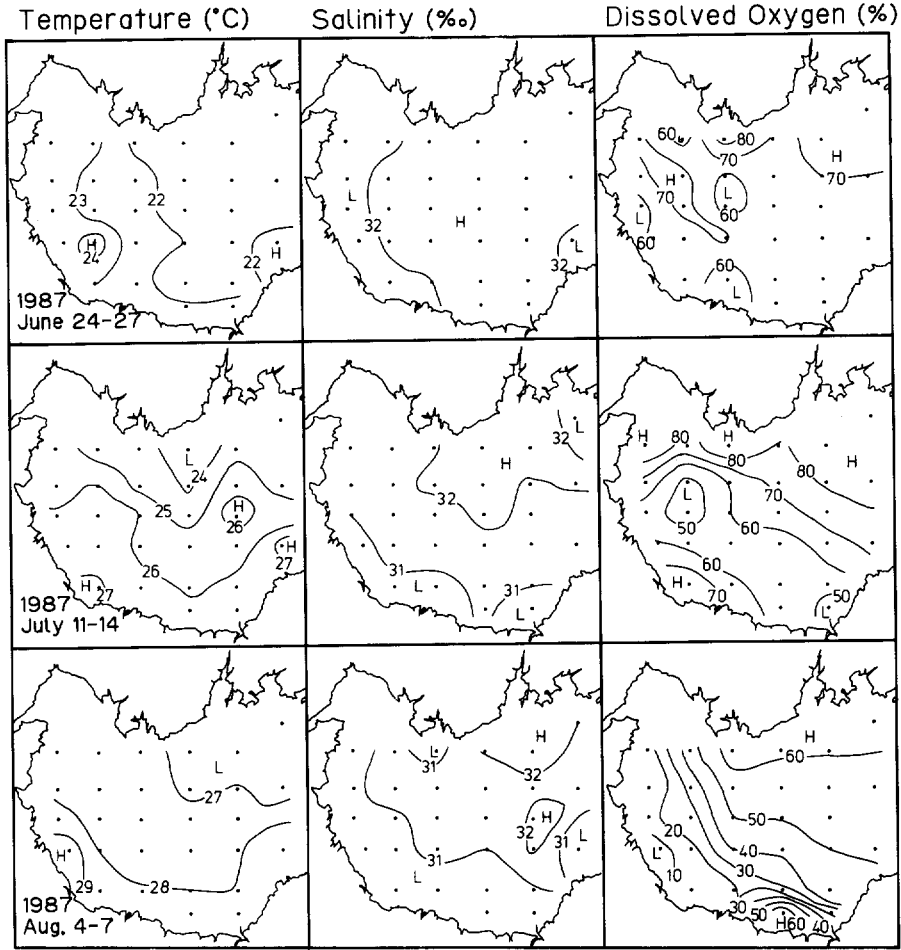 Temperature (°C) Salinity (‰) Dissolved Oxygen (%)
23 22 H 24 H 22
1987
June 24-27
L 32 H L 32
60 80 70 H 70 H 70 L 60 L 60 60 L
L 24 25 H 26 H 27 26 H 27
1987
July 11-14
L 32 H 32 31 L 31 L
H 80 H 80 H 80 70 L 50 60 60 H 70 50 L
L 27 H 29 28
1987
Aug. 4-7
L 31 H 32 H 32 L 31 31 L
H 60 50 20 40 L 10 30 30 50 H60 40